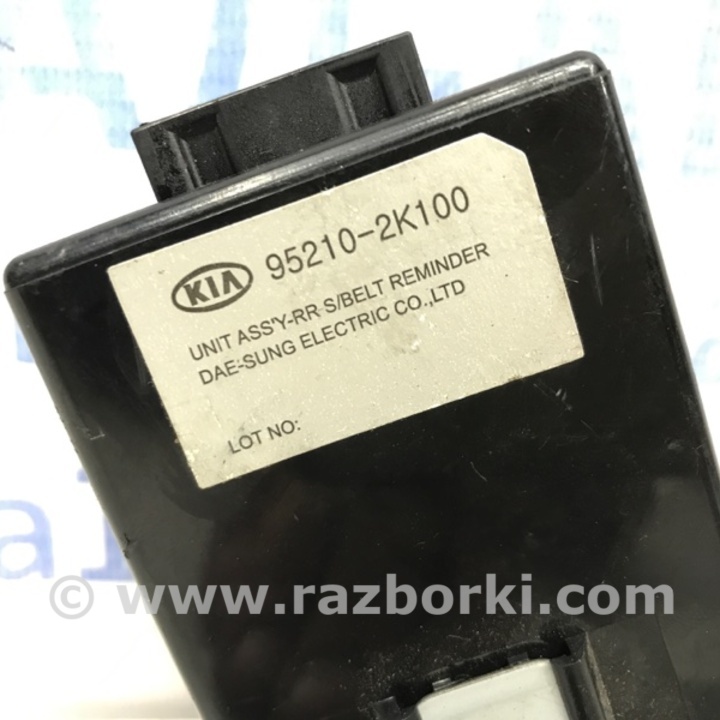 KIA 95210-2K100
UNIT ASS'Y-RR S/BELT REMINDER
DAE-SUNG ELECTRIC CO.,LTD
LOT NO:
© www.razborki.com